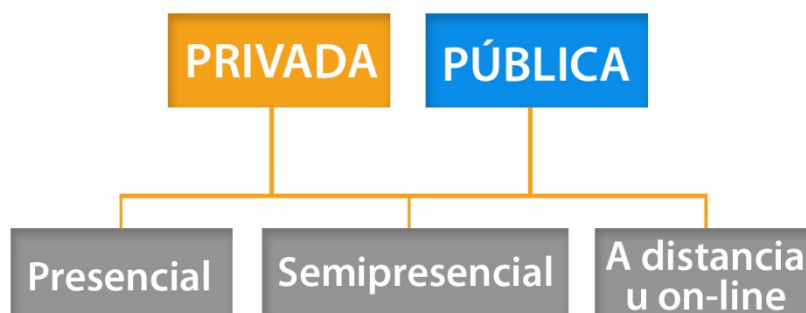 PRIVADA
PÚBLICA
Presencial
Semipresencial
A distancia
u on-line